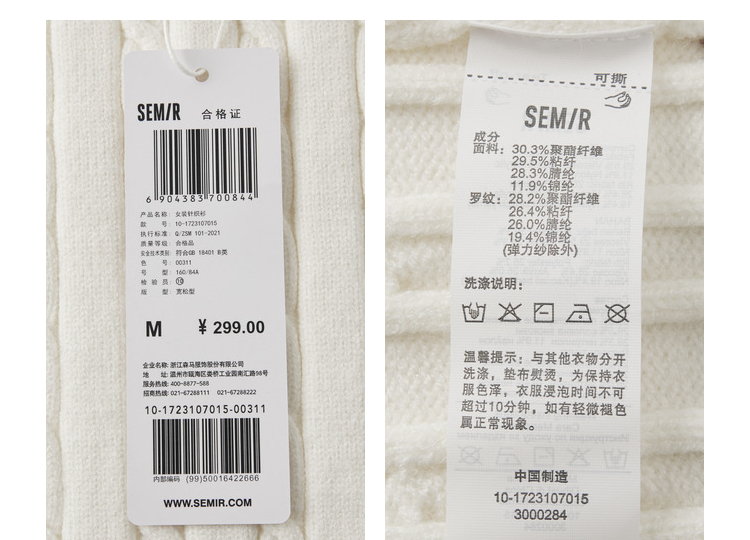 SEM/R 合格证
6 904383 700844
产品名称: 女装针织衫
款 号: 10-1723107015
执行标准: Q/ZSM 101-2021
质量等级: 合格品
安全技术类别: 符合GB 18401 B类
色 号: 00311
号 型: 160/84A
检 验 员: 10
版 型: 宽松型
M ¥ 299.00
企业名称: 浙江森马服饰股份有限公司
地 址: 温州市瓯海区娄桥工业园南汇路98号
服务热线: 400-8877-588
招商热线: 021-67288111 021-67288222
10-1723107015-00311
内部编码 (99)50016422666
WWW.SEMIR.COM
可撕
SEM/R
成分
面料: 30.3%聚酯纤维
29.5%粘纤
28.3%腈纶
11.9%锦纶
罗纹: 28.2%聚酯纤维
26.4%粘纤
26.0%腈纶
19.4%锦纶
(弹力纱除外)
洗涤说明:
温馨提示: 与其他衣物分开
洗涤, 垫布熨烫, 为保持衣
服色泽, 衣服浸泡时间不可
超过10分钟, 如有轻微褪色
属正常现象。
中国制造
10-1723107015
3000284